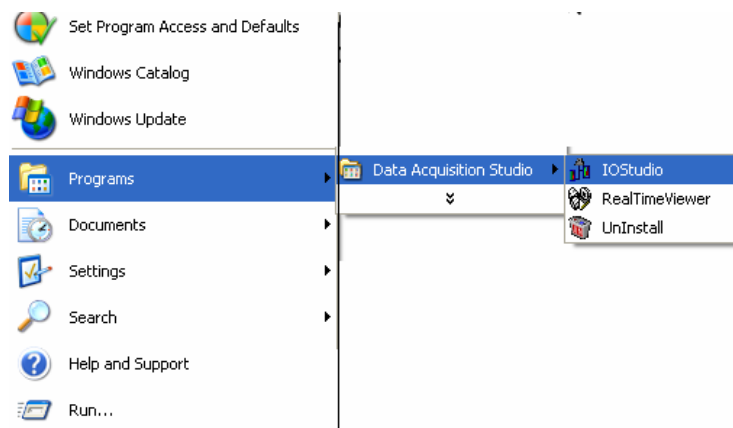 Set Program Access and Defaults
Windows Catalog
Windows Update
Programs
Data Acquisition Studio
IOStudio
RealTimeViewer
UnInstall
Documents
Settings
Search
Help and Support
Run...